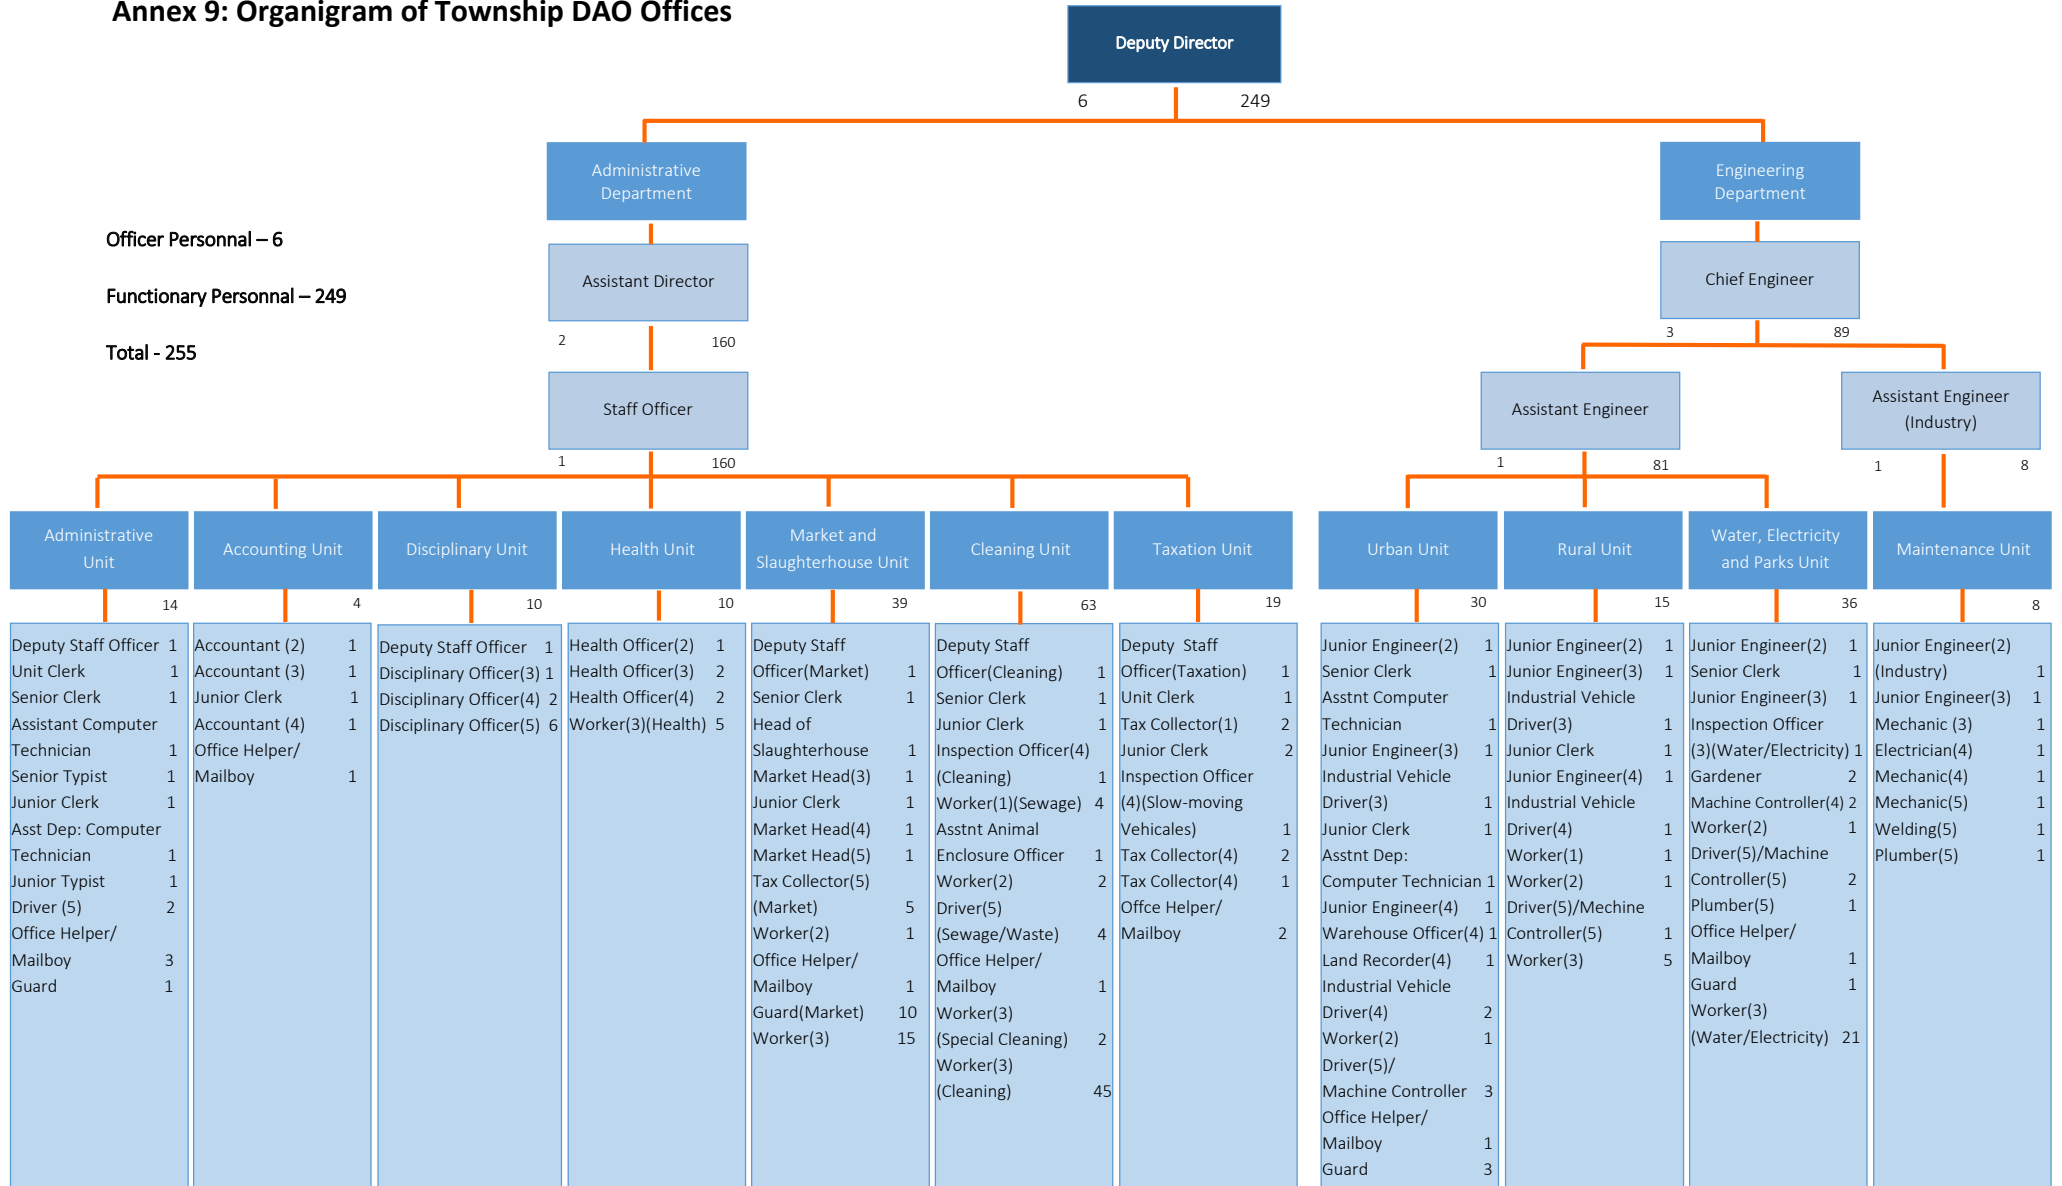 Annex 9: Organigram of Township DAO Offices
Deputy Director
6 249
Administrative
Department
Engineering
Department
Officer Personnal – 6
Functionary Personnal – 249
Total - 255
Assistant Director
2 160
Chief Engineer
3 89
Staff Officer
1 160
Assistant Engineer
1 81
Assistant Engineer
(Industry)
1 8
Administrative
Unit
14
Deputy Staff Officer 1
Unit Clerk 1
Senior Clerk 1
Assistant Computer
Technician 1
Senior Typist 1
Junior Clerk 1
Asst Dep: Computer
Technician 1
Junior Typist 1
Driver (5) 2
Office Helper/
Mailboy 3
Guard 1
Accounting Unit
4
Accountant (2) 1
Accountant (3) 1
Junior Clerk 1
Accountant (4) 1
Office Helper/
Mailboy 1
Disciplinary Unit
10
Deputy Staff Officer 1
Disciplinary Officer(3) 1
Disciplinary Officer(4) 2
Disciplinary Officer(5) 6
Health Unit
10
Health Officer(2) 1
Health Officer(3) 2
Health Officer(4) 2
Worker(3)(Health) 5
Market and
Slaughterhouse Unit
39
Deputy Staff
Officer(Market) 1
Senior Clerk 1
Head of
Slaughterhouse 1
Market Head(3) 1
Junior Clerk 1
Market Head(4) 1
Market Head(5) 1
Tax Collector(5)
(Market) 5
Worker(2) 1
Office Helper/
Mailboy 1
Guard(Market) 10
Worker(3) 15
Cleaning Unit
63
Deputy Staff
Officer(Cleaning) 1
Senior Clerk 1
Junior Clerk 1
Inspection Officer(4)
(Cleaning) 1
Worker(1)(Sewage) 4
Asstnt Animal
Enclosure Officer 1
Worker(2) 2
Driver(5)
(Sewage/Waste) 4
Office Helper/
Mailboy 1
Worker(3)
(Special Cleaning) 2
Worker(3)
(Cleaning) 45
Taxation Unit
19
Deputy Staff
Officer(Taxation) 1
Unit Clerk 1
Tax Collector(1) 2
Junior Clerk 2
Inspection Officer
(4)(Slow-moving
Vehicales) 1
Tax Collector(4) 2
Tax Collector(4) 1
Offce Helper/
Mailboy 2
Urban Unit
30
Junior Engineer(2) 1
Senior Clerk 1
Asstnt Computer
Technician 1
Junior Engineer(3) 1
Industrial Vehicle
Driver(3) 1
Junior Clerk 1
Asstnt Dep:
Computer Technician 1
Junior Engineer(4) 1
Warehouse Officer(4) 1
Land Recorder(4) 1
Industrial Vehicle
Driver(4) 2
Worker(2) 1
Driver(5)/
Machine Controller 3
Office Helper/
Mailboy 1
Guard 3
Rural Unit
15
Junior Engineer(2) 1
Junior Engineer(3) 1
Industrial Vehicle
Driver(3) 1
Junior Clerk 1
Junior Engineer(4) 1
Industrial Vehicle
Driver(4) 1
Worker(1) 1
Worker(2) 1
Driver(5)/Mechine
Controller(5) 1
Worker(3) 5
Water, Electricity
and Parks Unit
36
Junior Engineer(2) 1
Senior Clerk 1
Junior Engineer(3) 1
Inspection Officer
(3)(Water/Electricity) 1
Gardener 2
Machine Controller(4) 2
Worker(2) 1
Driver(5)/Machine
Controller(5) 2
Plumber(5) 1
Office Helper/
Mailboy 1
Guard 1
Worker(3)
(Water/Electricity) 21
Maintenance Unit
8
Junior Engineer(2)
(Industry) 1
Junior Engineer(3) 1
Mechanic (3) 1
Electrician(4) 1
Mechanic(4) 1
Mechanic(5) 1
Welding(5) 1
Plumber(5) 1